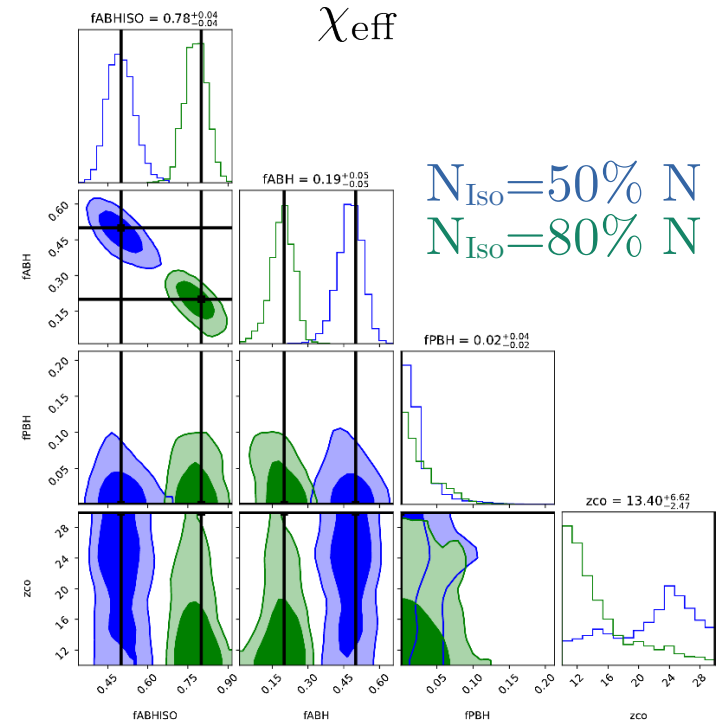 χeff
fABHISO = 0.78+0.04−0.04
fABH = 0.19+0.05−0.05
NIso=50% N
NIso=80% N
fABH
0.60
0.45
0.30
0.15
fPBH = 0.02+0.04−0.02
fPBH
0.20
0.15
0.10
0.05
zco = 13.40+6.62−2.47
zco
28
24
20
16
12
0.45 0.60 0.75 0.90 0.15 0.30 0.45 0.60 0.05 0.10 0.15 0.20 12 16 20 24 28
fABHISO fABH fPBH zco